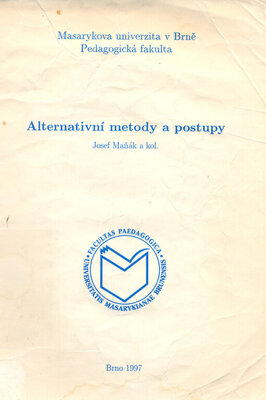 Masarykova univerzita v Brně
Pedagogická fakulta
Alternativní metody a postupy
Josef Maňák a kol.
FACULTAS PAEDAGOGICA
UNIVERSITATIS MASARYKIANAE BRUNENSIS
Brno 1997